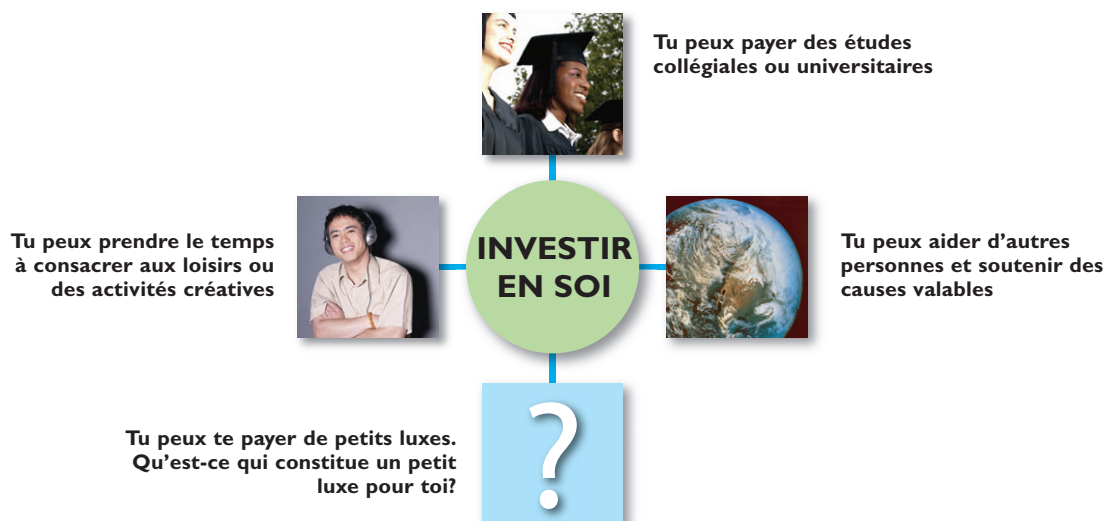 Tu peux payer des études
collégiales ou universitaires
Tu peux prendre le temps
à consacrer aux loisirs ou
des activités créatives
INVESTIR
EN SOI
Tu peux aider d’autres
personnes et soutenir des
causes valables
Tu peux te payer de petits luxes.
Qu’est-ce qui constitue un petit
luxe pour toi?
?